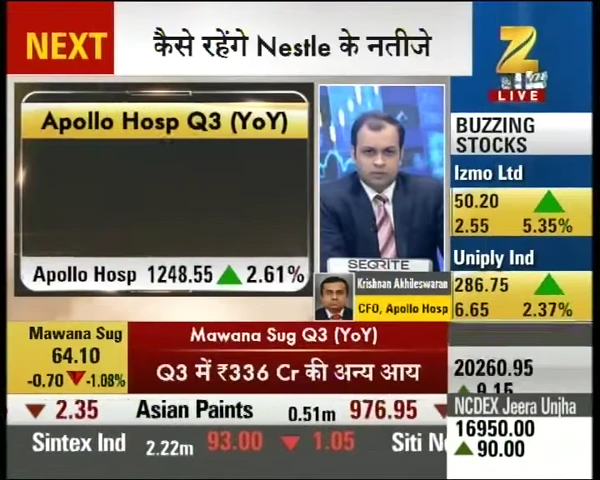 NEXT
कैसे रहेंगे Nestle के नतीजे
Z
LIVE
Apollo Hosp Q3 (YoY)
Apollo Hosp 1248.55 2.61%
SEQRITE
Krishnan Akhileswaran
CFO, Apollo Hosp
BUZZING
STOCKS
Izmo Ltd
50.20
2.55 5.35%
Uniply Ind
286.75
6.65 2.37%
Mawana Sug
64.10
-0.70 -1.08%
Mawana Sug Q3 (YoY)
Q3 में ₹336 Cr की अन्य आय
20260.95
NCDEX Jeera Unjha
16950.00
90.00
2.35 Asian Paints 0.51m 976.95
Sintex Ind 2.22m 93.00 1.05 Siti